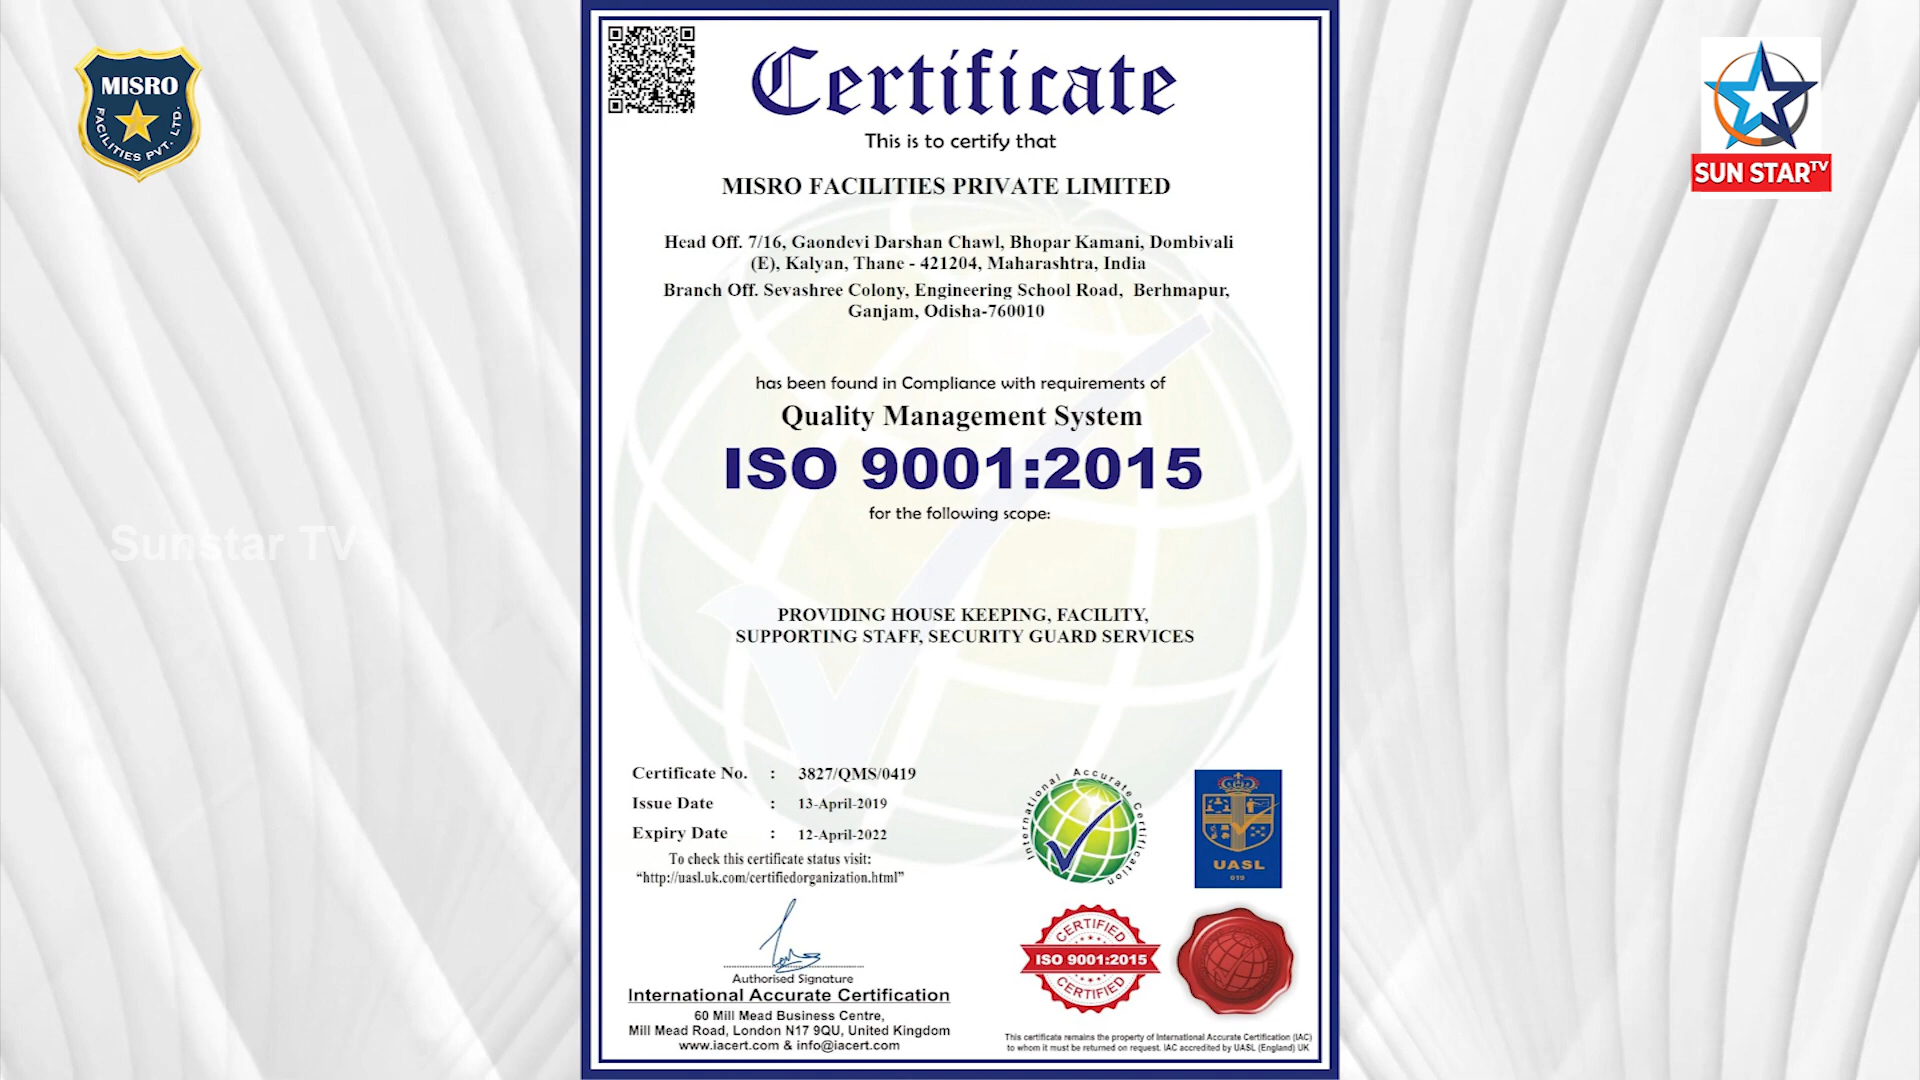 MISRO
FACILITIES PVT. LTD.
SUN STAR TV
Sunstar TV
Certificate
This is to certify that
MISRO FACILITIES PRIVATE LIMITED
Head Off. 7/16, Gaondevi Darshan Chawl, Bhopar Kamani, Dombivali
(E), Kalyan, Thane - 421204, Maharashtra, India
Branch Off. Sevashree Colony, Engineering School Road, Berhmapur,
Ganjam, Odisha-760010
has been found in Compliance with requirements of
Quality Management System
ISO 9001:2015
for the following scope:
PROVIDING HOUSE KEEPING, FACILITY,
SUPPORTING STAFF, SECURITY GUARD SERVICES
Certificate No. : 3827/QMS/0419
Issue Date : 13-April-2019
Expiry Date : 12-April-2022
To check this certificate status visit:
“http://uasl.uk.com/certifiedorganization.html”
Authorised Signature
International Accurate Certification
60 Mill Mead Business Centre,
Mill Mead Road, London N17 9QU, United Kingdom
www.iacert.com & info@iacert.com
International Accurate Certification
UASL
010
CERTIFIED
ISO 9001:2015
CERTIFIED
This certificate remains the property of International Accurate Certification (IAC)
to whom it must be returned on request. IAC accredited by UASL (England) UK